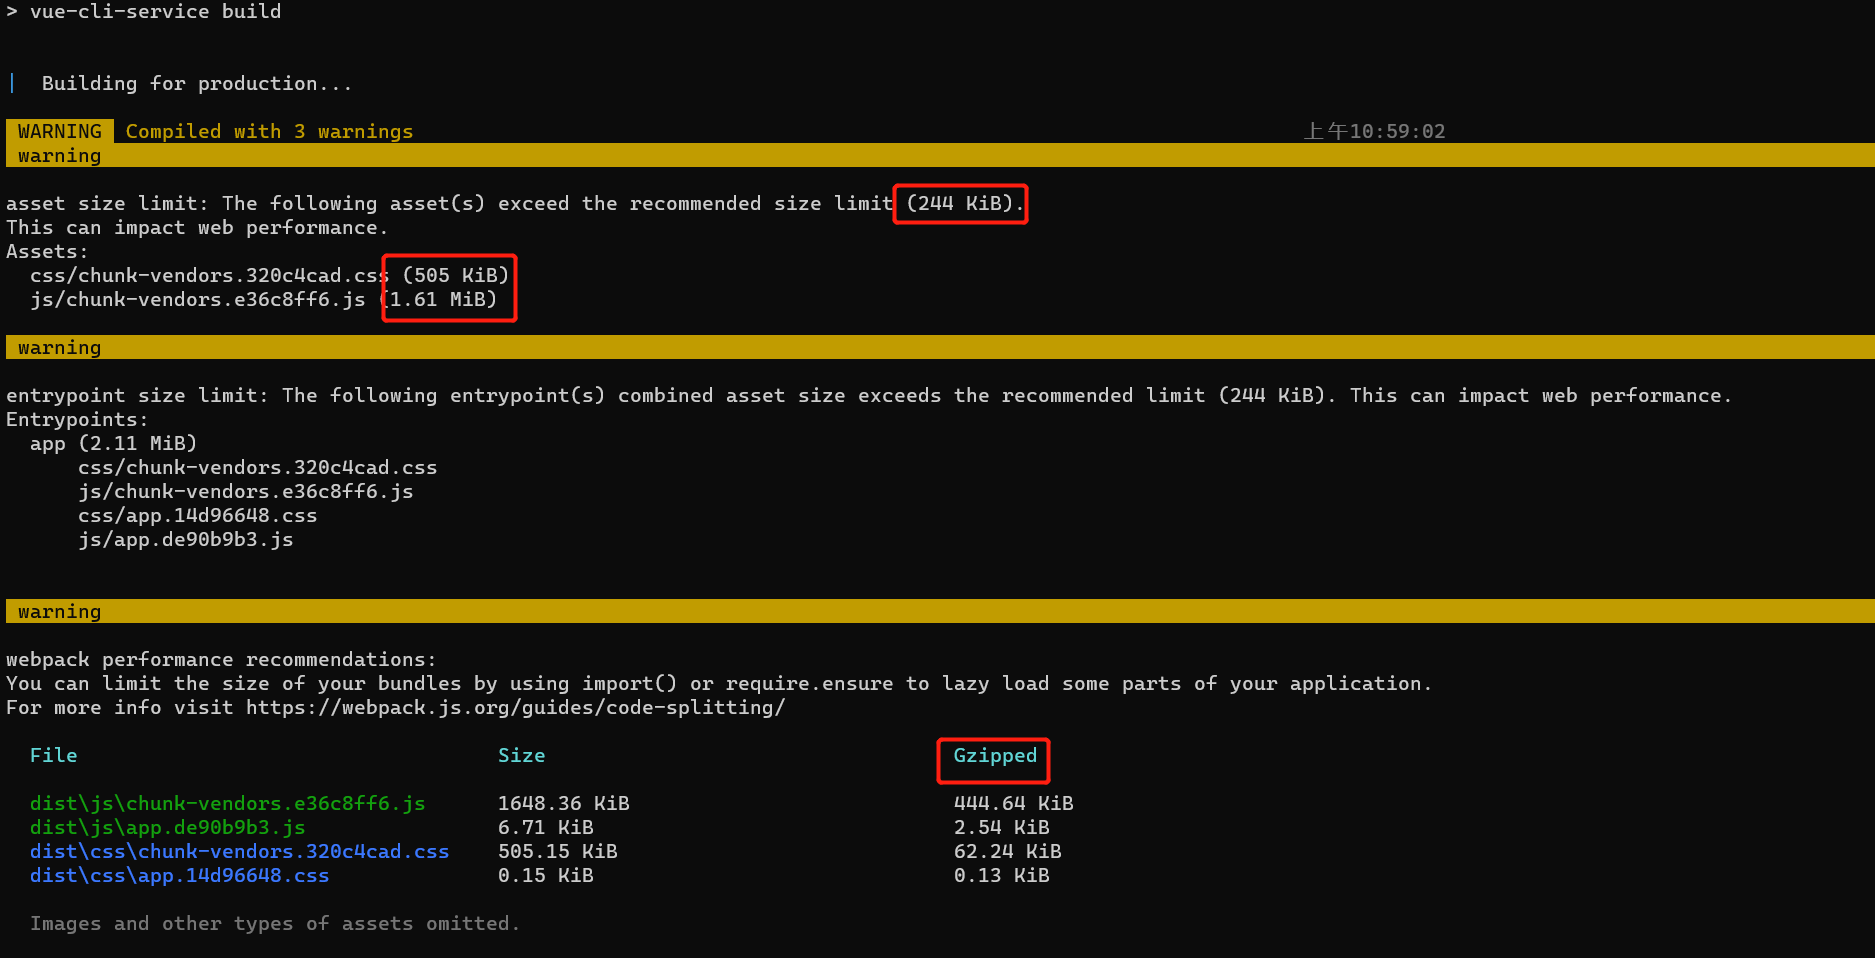 > vue-cli-service build
| Building for production...
WARNING Compiled with 3 warnings 上午10:59:02
warning
asset size limit: The following asset(s) exceed the recommended size limit (244 KiB).
This can impact web performance.
Assets:
css/chunk-vendors.320c4cad.css (505 KiB)
js/chunk-vendors.e36c8ff6.js (1.61 MiB)
warning
entrypoint size limit: The following entrypoint(s) combined asset size exceeds the recommended limit (244 KiB). This can impact web performance.
Entrypoints:
app (2.11 MiB)
css/chunk-vendors.320c4cad.css
js/chunk-vendors.e36c8ff6.js
css/app.14d96648.css
js/app.de90b9b3.js
warning
webpack performance recommendations:
You can limit the size of your bundles by using import() or require.ensure to lazy load some parts of your application.
For more info visit https://webpack.js.org/guides/code-splitting/
File Size Gzipped
dist\js\chunk-vendors.e36c8ff6.js 1648.36 KiB 444.64 KiB
dist\js\app.de90b9b3.js 6.71 KiB 2.54 KiB
dist\css\chunk-vendors.320c4cad.css 505.15 KiB 62.24 KiB
dist\css\app.14d96648.css 0.15 KiB 0.13 KiB
Images and other types of assets omitted.